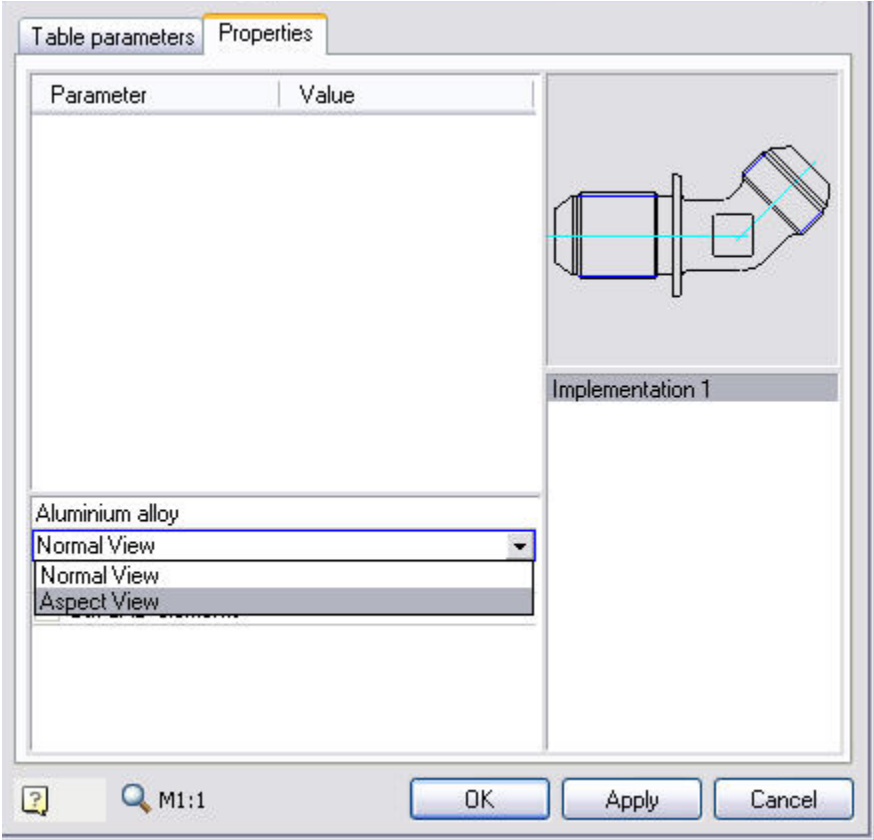 Table parameters Properties
Parameter Value
Implementation 1
Aluminium alloy
Normal View
Normal View
Aspect View
M1:1 OK Apply Cancel